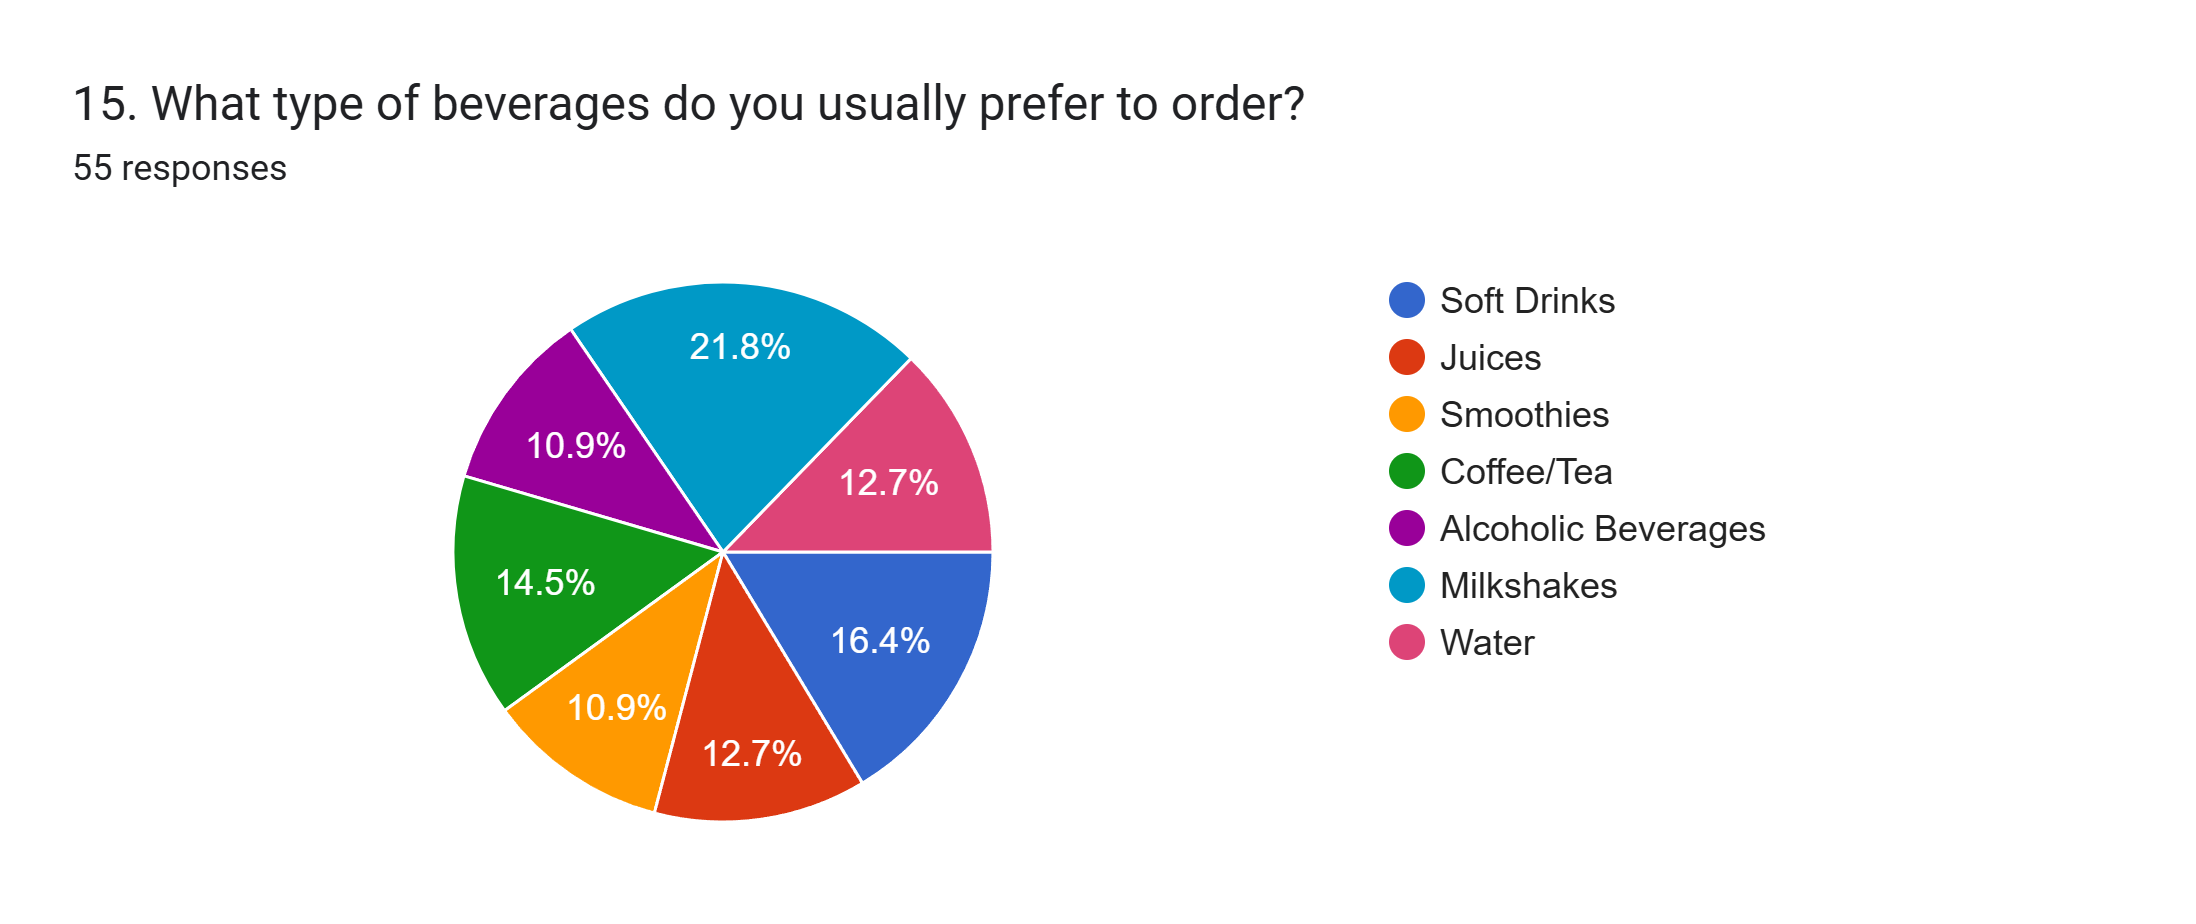 15. What type of beverages do you usually prefer to order?
55 responses
21.8%
12.7%
10.9%
14.5%
16.4%
10.9%
12.7%
Soft Drinks
Juices
Smoothies
Coffee/Tea
Alcoholic Beverages
Milkshakes
Water